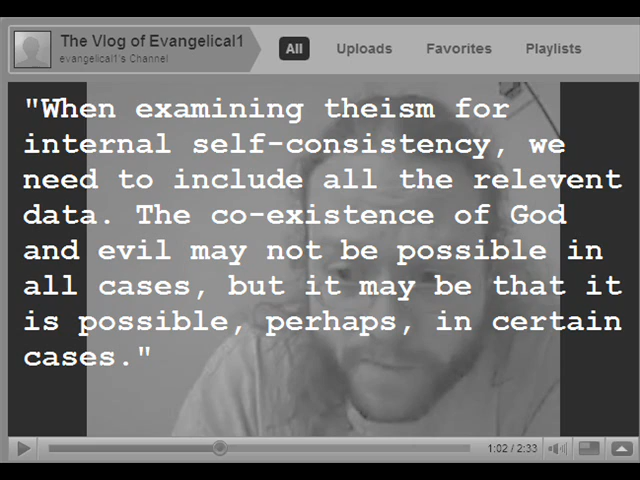 The Vlog of Evangelical1
evangelical1's Channel
All Uploads Favorites Playlists
"When examining theism for
internal self-consistency, we
need to include all the relevent
data. The co-existence of God
and evil may not be possible in
all cases, but it may be that it
is possible, perhaps, in certain
cases."
1:02 / 2:33